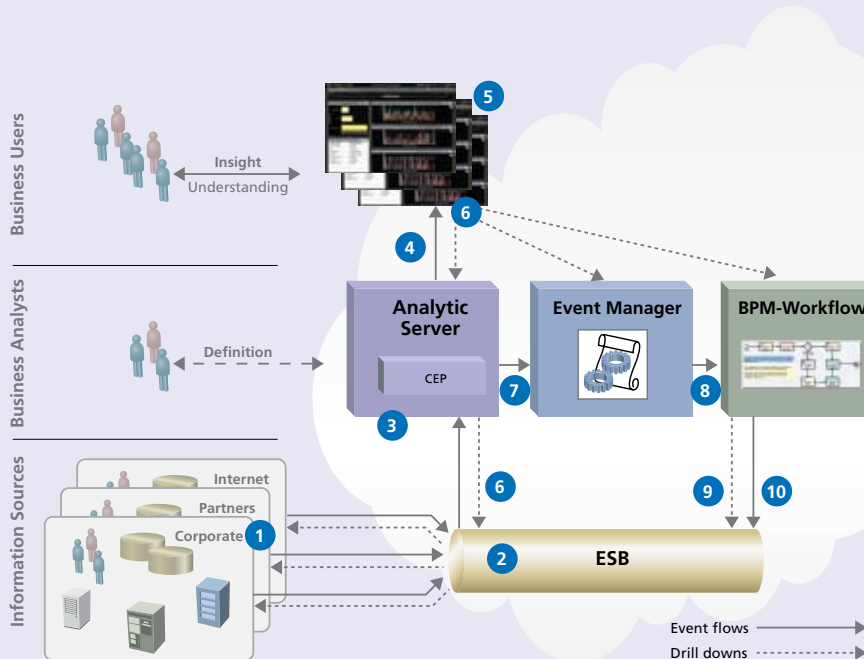 Business Users
Insight
Understanding
5
6
4
Business Analysts
Definition
Analytic
Server
CEP
3
Event Manager
7
BPM-Workflow
8
Information Sources
Internet
Partners
Corporate
1
6
9
10
2
ESB
Event flows
Drill downs